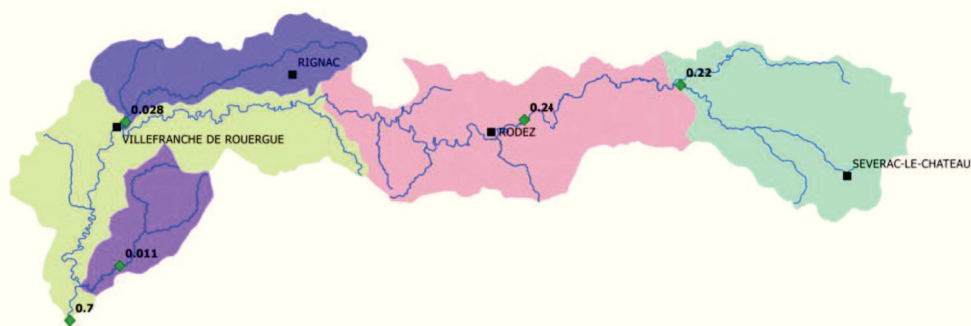 0.22
RIGNAC
0.028
0.24
VILLEFRANCHE DE ROUERGUE
RODEZ
SEVERAC-LE-CHATEAU
0.011
0.7